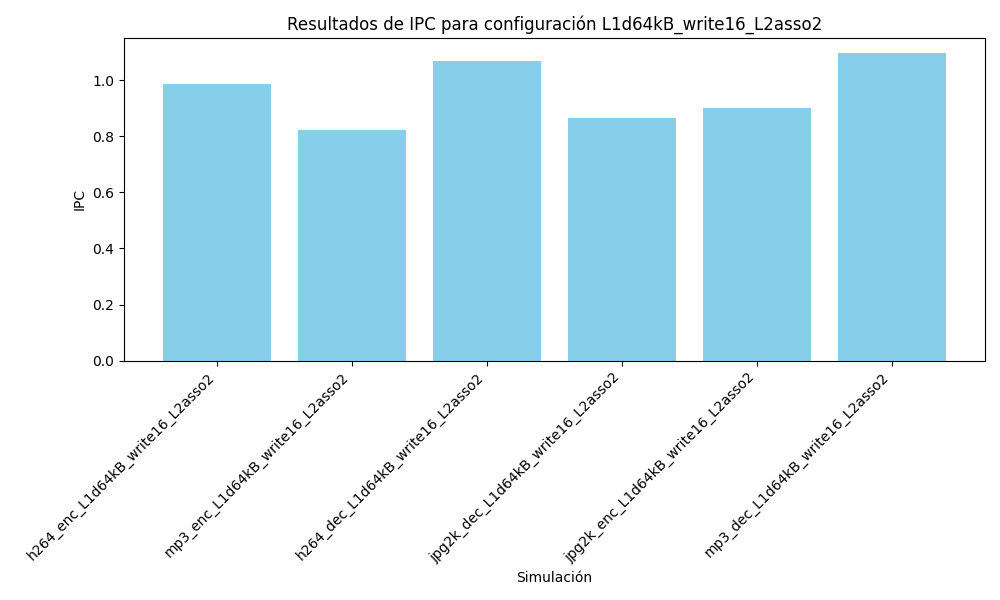 Resultados de IPC para configuración L1d64kB_write16_L2asso2
IPC
1.0
0.8
0.6
0.4
0.2
0.0
h264_enc_L1d64kB_write16_L2asso2
mp3_enc_L1d64kB_write16_L2asso2
h264_dec_L1d64kB_write16_L2asso2
jpg2k_dec_L1d64kB_write16_L2asso2
jpg2k_enc_L1d64kB_write16_L2asso2
mp3_dec_L1d64kB_write16_L2asso2
Simulación